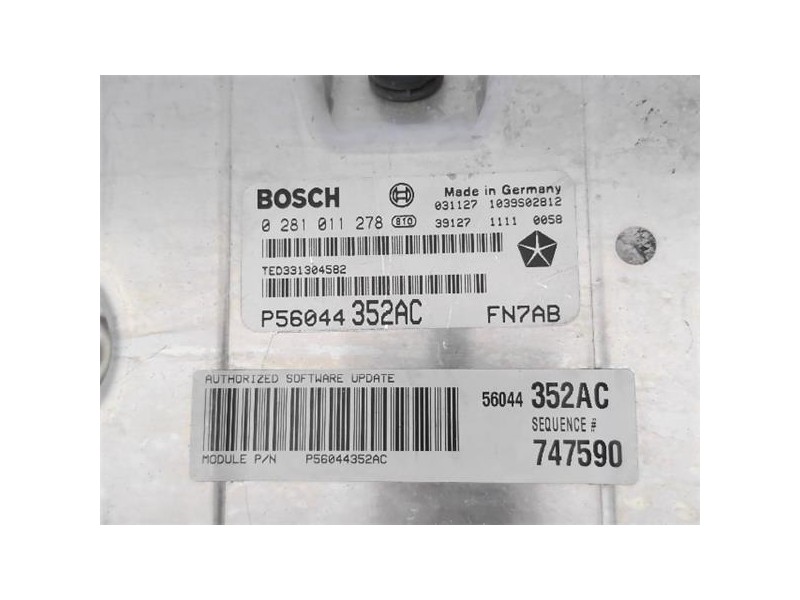 BOSCH Made in Germany
031127 1039S02812
0 281 011 278 810 39127 1111 0058
TED331304582
P56044 352AC FN7AB
AUTHORIZED SOFTWARE UPDATE
56044 352AC
SEQUENCE #
747590
MODULE P/N P56044352AC